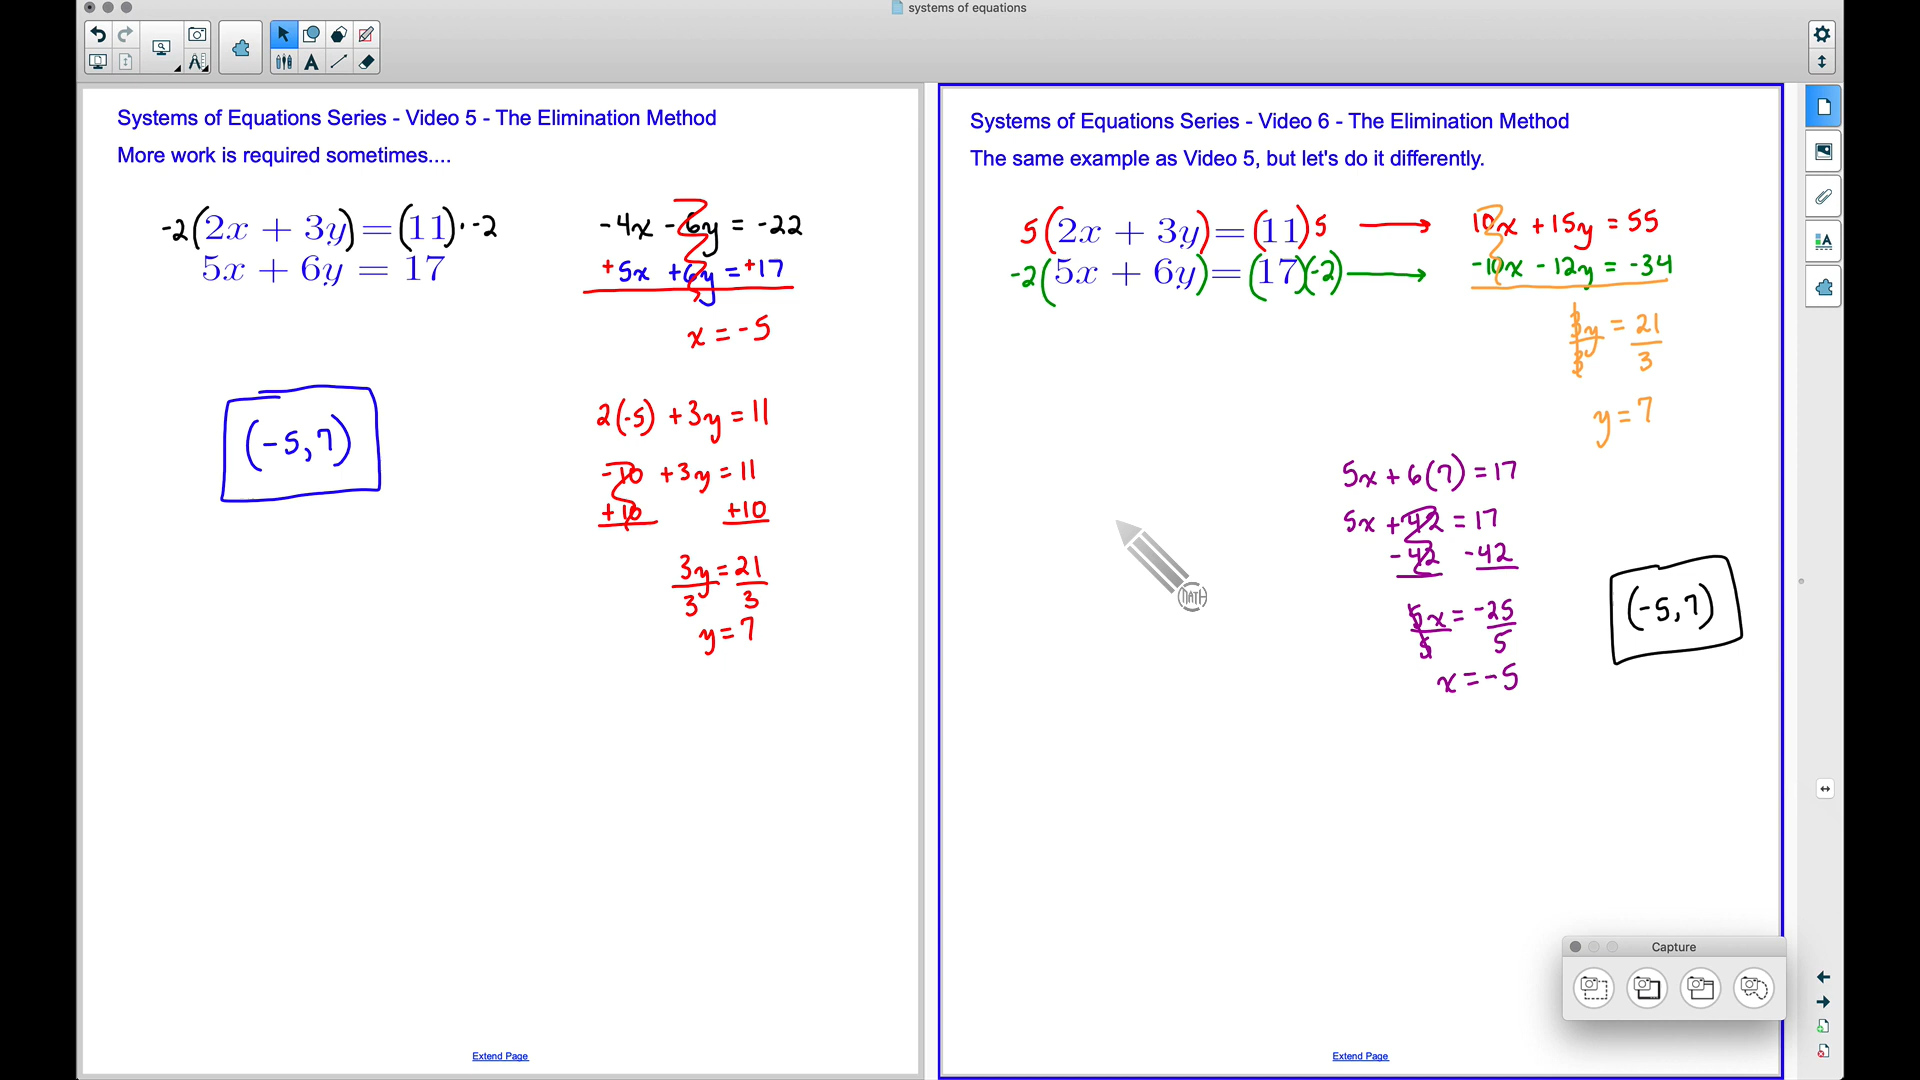 systems of equations
Systems of Equations Series - Video 5 - The Elimination Method
More work is required sometimes....
-2(2x + 3y) = (11)·-2
5x + 6y = 17
-4x - 6y = -22
+5x + 6y = +17
x = -5
(-5, 7)
2(-5) + 3y = 11
-10 + 3y = 11
+10 +10
3y = 21
3 3
y = 7
Extend Page
Systems of Equations Series - Video 6 - The Elimination Method
The same example as Video 5, but let's do it differently.
5(2x + 3y) = (11)5
-2(5x + 6y) = (17)(-2)
10x + 15y = 55
-10x - 12y = -34
3y = 21
3 3
y = 7
5x + 6(7) = 17
5x + 42 = 17
-42 -42
5x = -25
5 5
x = -5
(-5, 7)
MATH
Capture
Extend Page